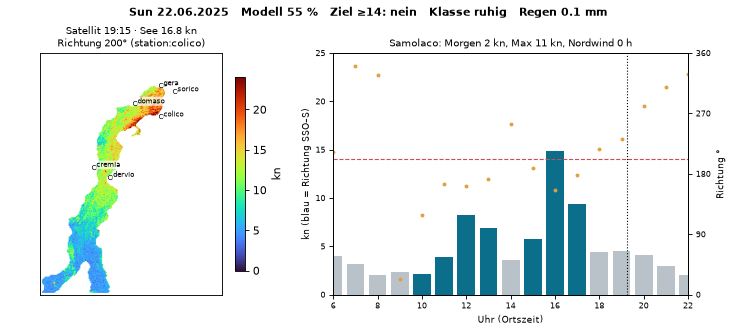 Sun 22.06.2025   Modell 55 %   Ziel ≥14: nein   Klasse ruhig   Regen 0.1 mm
Satellit 19:15 · See 16.8 kn
Richtung 200° (station:colico)
gera
sorico
domaso
colico
cremia
dervio
20
15
10
5
0
kn
Samolaco: Morgen 2 kn, Max 11 kn, Nordwind 0 h
kn (blau = Richtung SSO–S)
25
20
15
10
5
0
360
270
180
90
0
Richtung °
6 8 10 12 14 16 18 20 22
Uhr (Ortszeit)